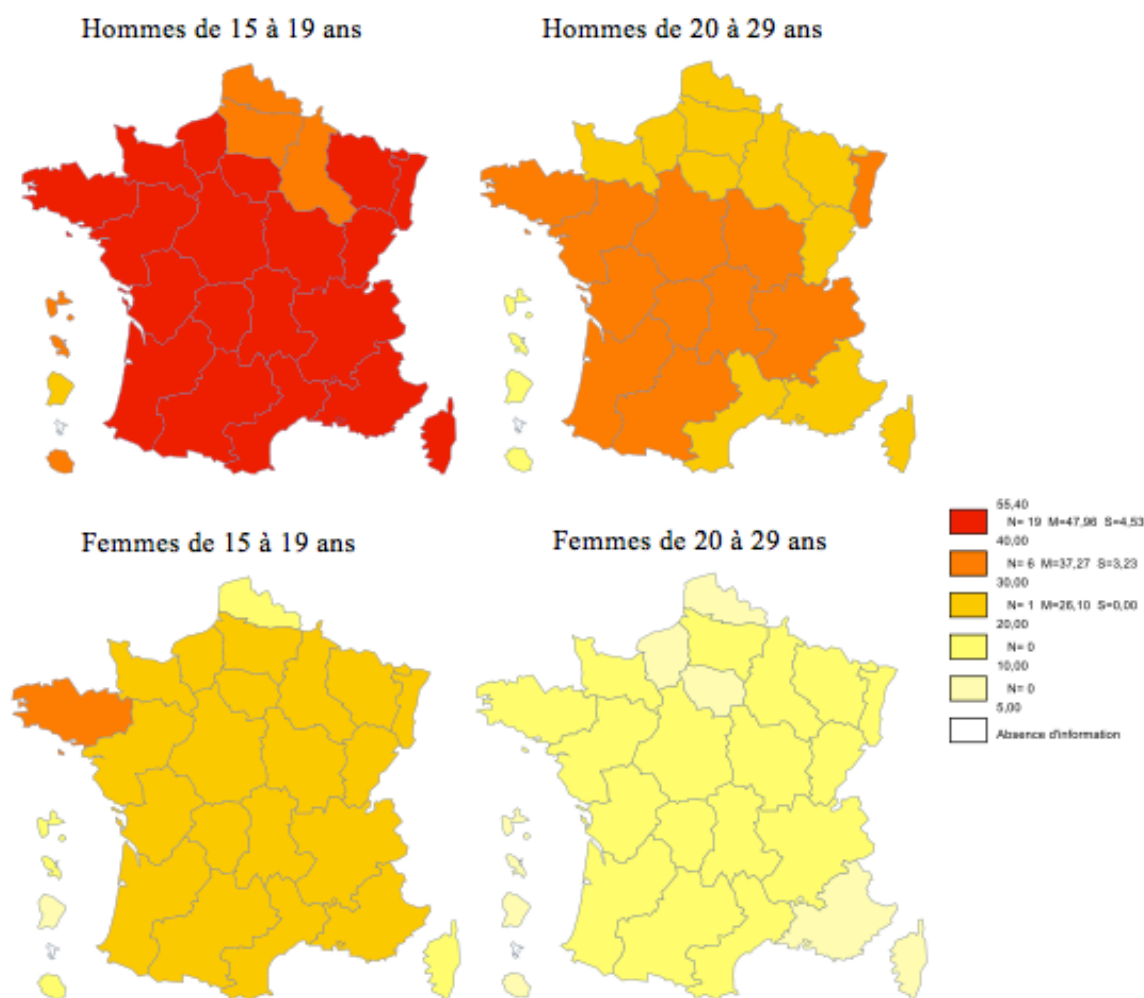 Hommes de 15 à 19 ans
Hommes de 20 à 29 ans
Femmes de 15 à 19 ans
Femmes de 20 à 29 ans
55,40
N= 19 M=47,96 S=4,53
40,00
N= 6 M=37,27 S=3,23
30,00
N= 1 M=26,10 S=0,00
20,00
N= 0
10,00
N= 0
5,00
Absence d'information